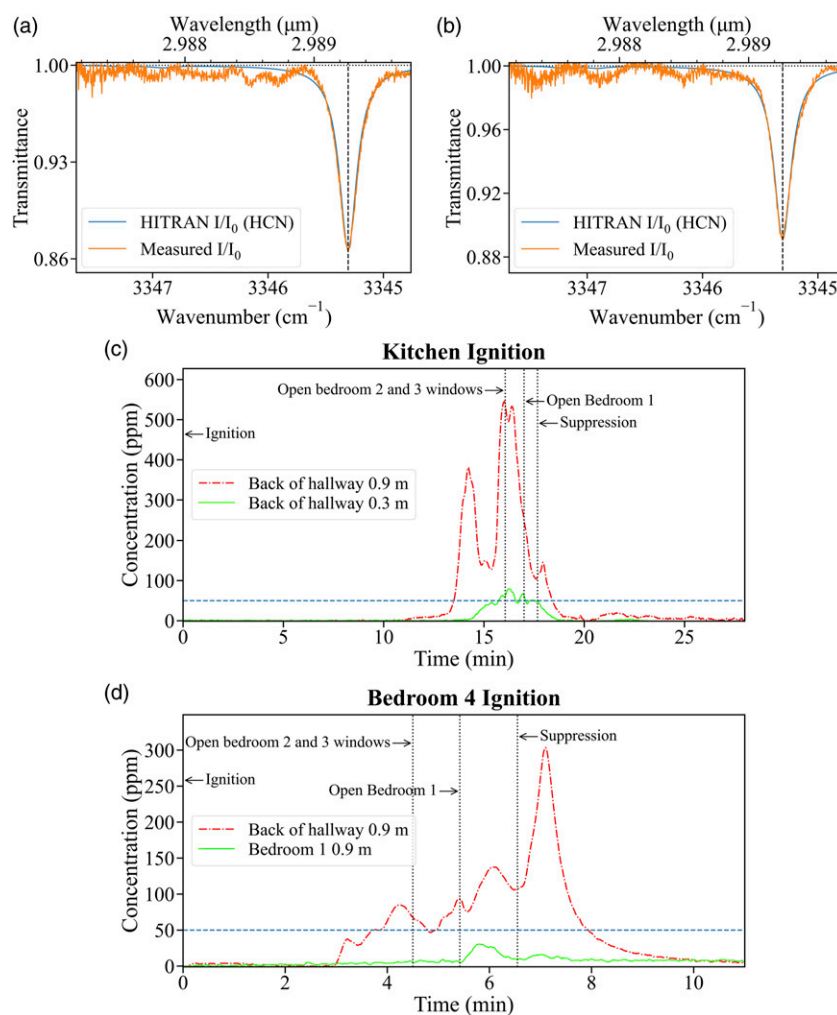 (a)
Wavelength (μm)
2.988 2.989
1.00
0.93
0.86
Transmittance
HITRAN I/I₀ (HCN)
Measured I/I₀
3347 3346 3345
Wavenumber (cm⁻¹)
(b)
Wavelength (μm)
2.988 2.989
1.00
0.96
0.92
0.88
Transmittance
HITRAN I/I₀ (HCN)
Measured I/I₀
3347 3346 3345
Wavenumber (cm⁻¹)
(c)
Kitchen Ignition
600
500
400
300
200
100
0
Concentration (ppm)
Open bedroom 2 and 3 windows→
←Open Bedroom 1
←Suppression
←Ignition
Back of hallway 0.9 m
Back of hallway 0.3 m
0 5 10 15 20 25
Time (min)
(d)
Bedroom 4 Ignition
300
250
200
150
100
50
0
Concentration (ppm)
Open bedroom 2 and 3 windows→
←Suppression
←Ignition
Open Bedroom 1→
Back of hallway 0.9 m
Bedroom 1 0.9 m
0 2 4 6 8 10
Time (min)